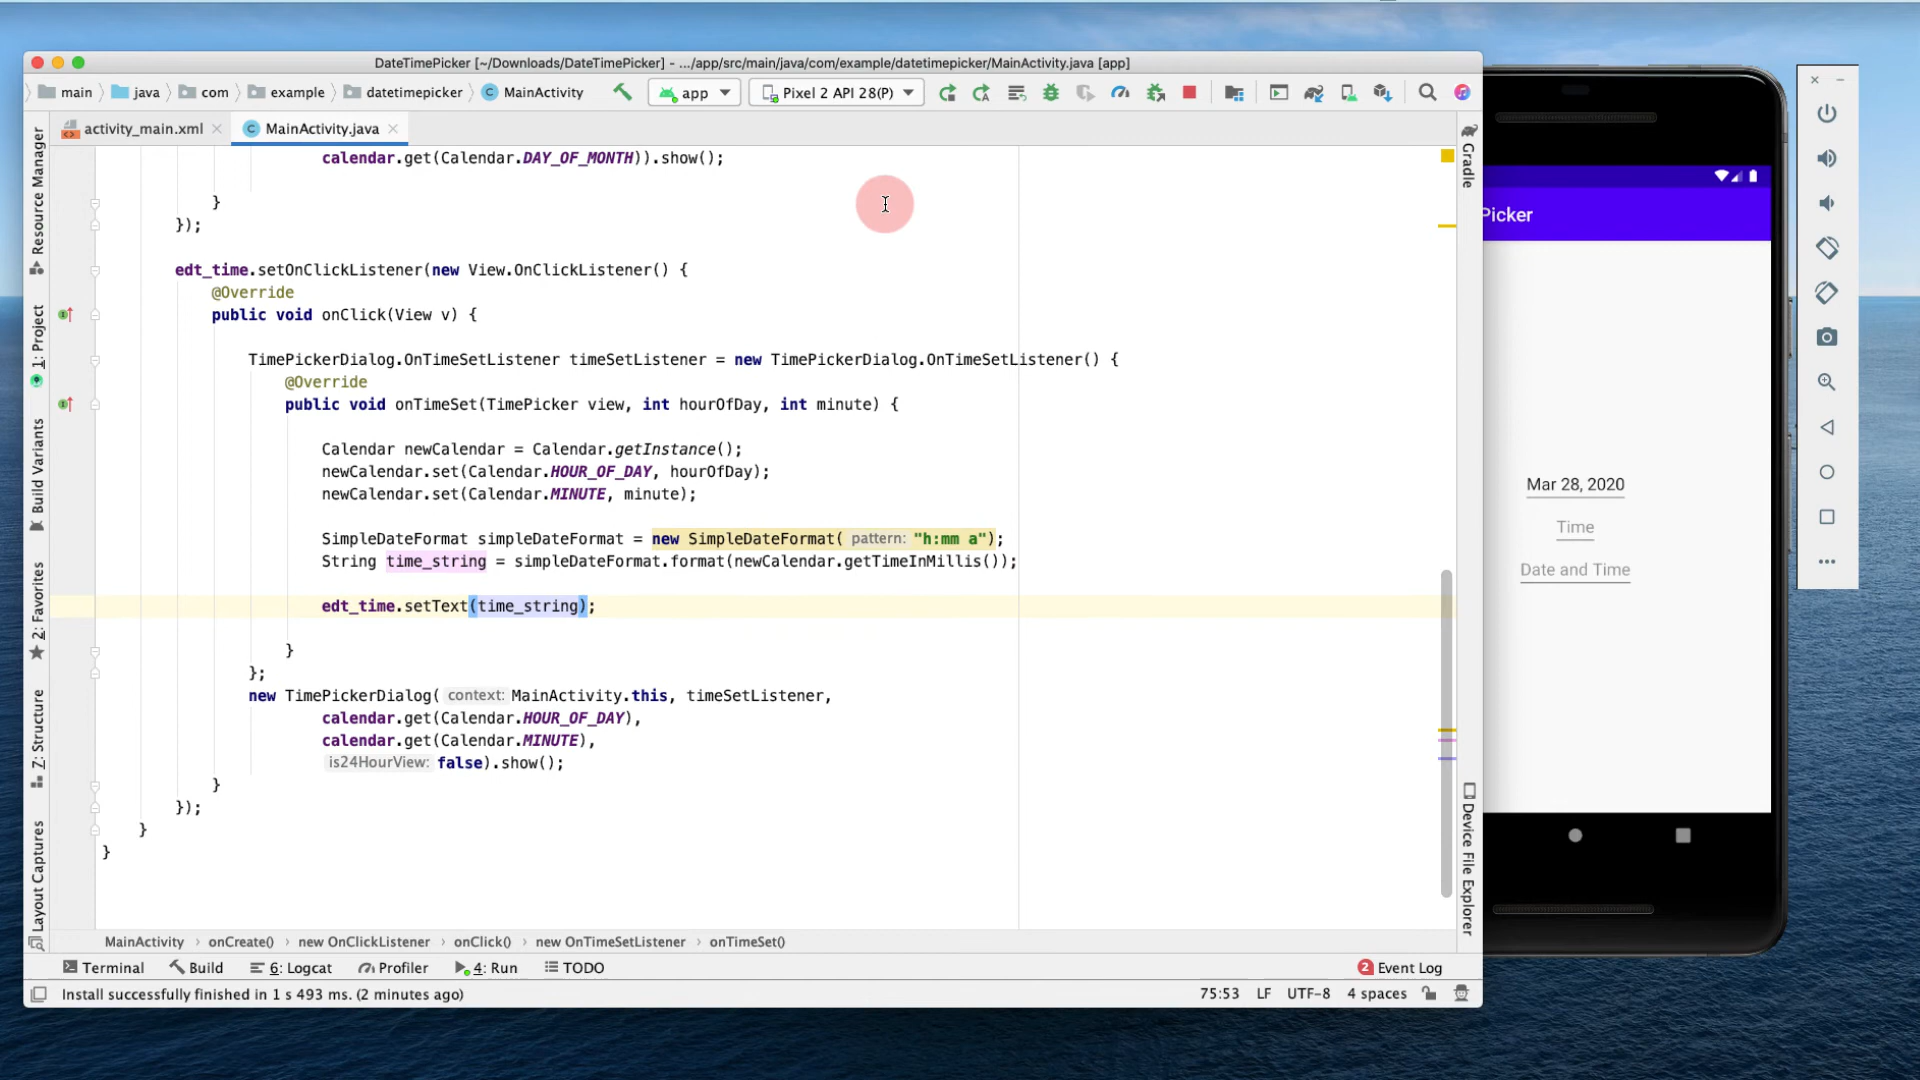 DateTimePicker [~/Downloads/DateTimePicker] - .../app/src/main/java/com/example/datetimepicker/MainActivity.java [app]
main java com example datetimepicker MainActivity app Pixel 2 API 28(P)
activity_main.xml MainActivity.java
calendar.get(Calendar.DAY_OF_MONTH)).show();
}
});
edt_time.setOnClickListener(new View.OnClickListener() {
@Override
public void onClick(View v) {
TimePickerDialog.OnTimeSetListener timeSetListener = new TimePickerDialog.OnTimeSetListener() {
@Override
public void onTimeSet(TimePicker view, int hourOfDay, int minute) {
Calendar newCalendar = Calendar.getInstance();
newCalendar.set(Calendar.HOUR_OF_DAY, hourOfDay);
newCalendar.set(Calendar.MINUTE, minute);
SimpleDateFormat simpleDateFormat = new SimpleDateFormat( pattern: "h:mm a");
String time_string = simpleDateFormat.format(newCalendar.getTimeInMillis());
edt_time.setText(time_string);
}
};
new TimePickerDialog( context: MainActivity.this, timeSetListener,
calendar.get(Calendar.HOUR_OF_DAY),
calendar.get(Calendar.MINUTE),
is24HourView: false).show();
}
});
}
}
MainActivity › onCreate() › new OnClickListener › onClick() › new OnTimeSetListener › onTimeSet()
Terminal Build 6: Logcat Profiler 4: Run TODO 2 Event Log
Install successfully finished in 1 s 493 ms. (2 minutes ago) 75:53 LF UTF-8 4 spaces
Resource Manager
1: Project
Build Variants
2: Favorites
Z: Structure
Layout Captures
Gradle
Device File Explorer
Picker
Mar 28, 2020
Time
Date and Time